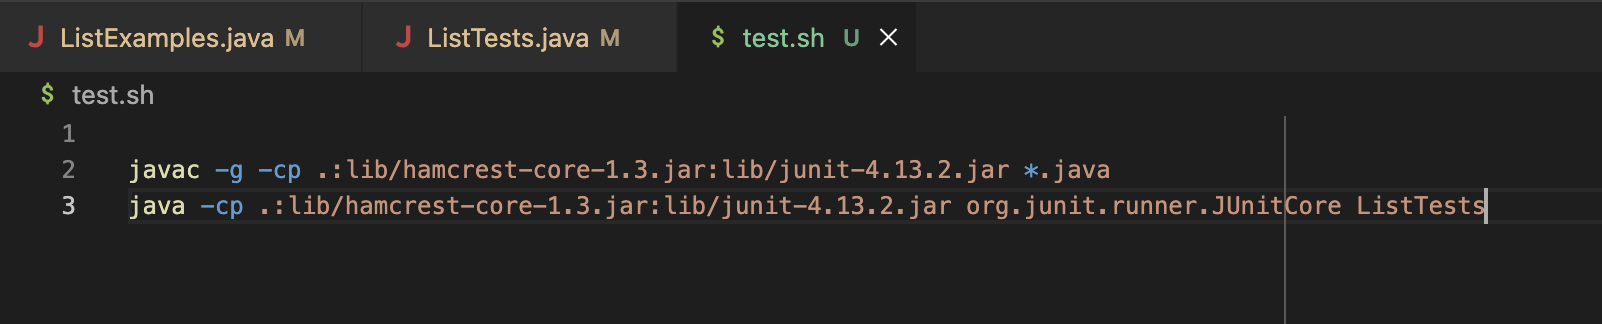 J ListExamples.java M J ListTests.java M $ test.sh U ×
$ test.sh
1
2 javac -g -cp .:lib/hamcrest-core-1.3.jar:lib/junit-4.13.2.jar *.java
3 java -cp .:lib/hamcrest-core-1.3.jar:lib/junit-4.13.2.jar org.junit.runner.JUnitCore ListTests